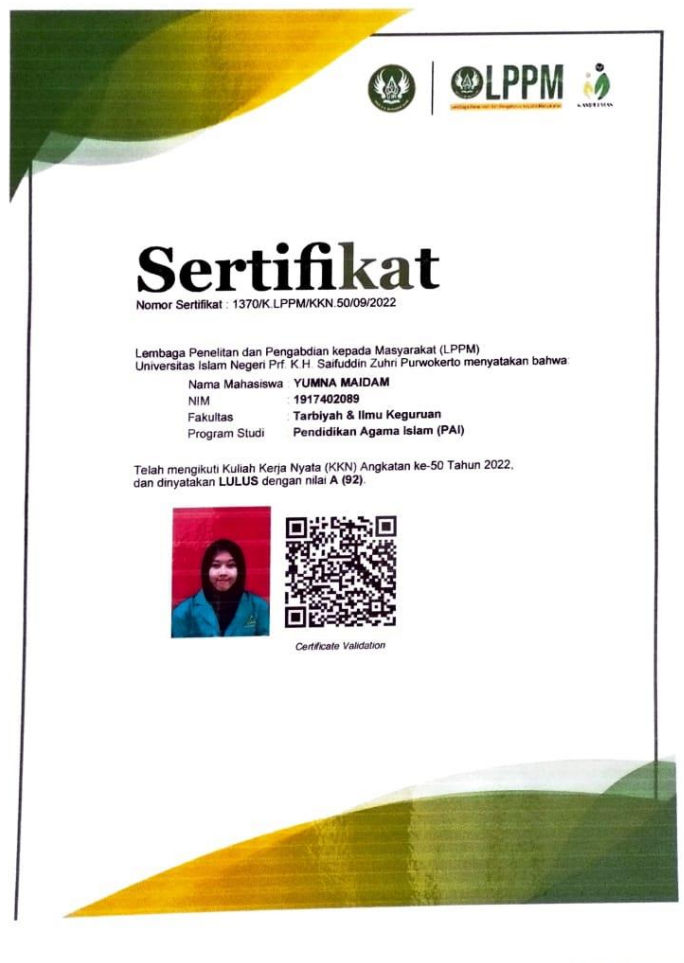 LPPM
Sertifikat
Nomor Sertifikat : 1370/K.LPPM/KKN.50/09/2022
Lembaga Penelitian dan Pengabdian kepada Masyarakat (LPPM)
Universitas Islam Negeri Prf. K.H. Saifuddin Zuhri Purwokerto menyatakan bahwa:
Nama Mahasiswa : YUMNA MAIDAM
NIM : 1917402089
Fakultas : Tarbiyah & Ilmu Keguruan
Program Studi : Pendidikan Agama Islam (PAI)
Telah mengikuti Kuliah Kerja Nyata (KKN) Angkatan ke-50 Tahun 2022,
dan dinyatakan LULUS dengan nilai A (92).
Certificate Validation